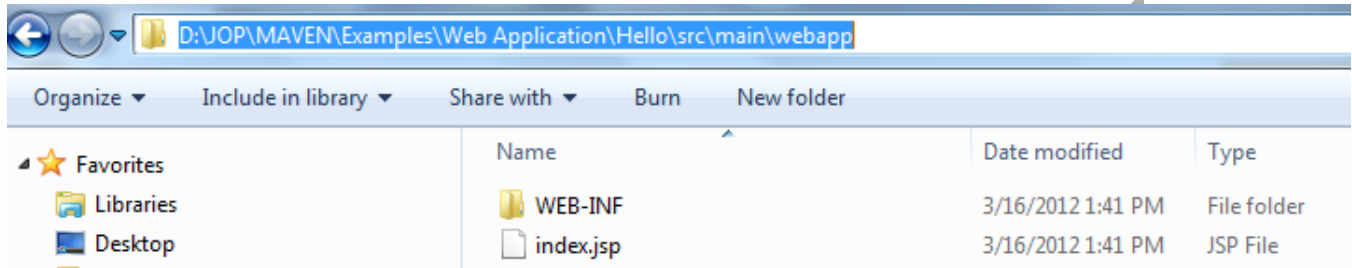 D:\JOP\MAVEN\Examples\Web Application\Hello\src\main\webapp
Organize Include in library Share with Burn New folder
Favorites Name Date modified Type
Libraries WEB-INF 3/16/2012 1:41 PM File folder
Desktop index.jsp 3/16/2012 1:41 PM JSP File